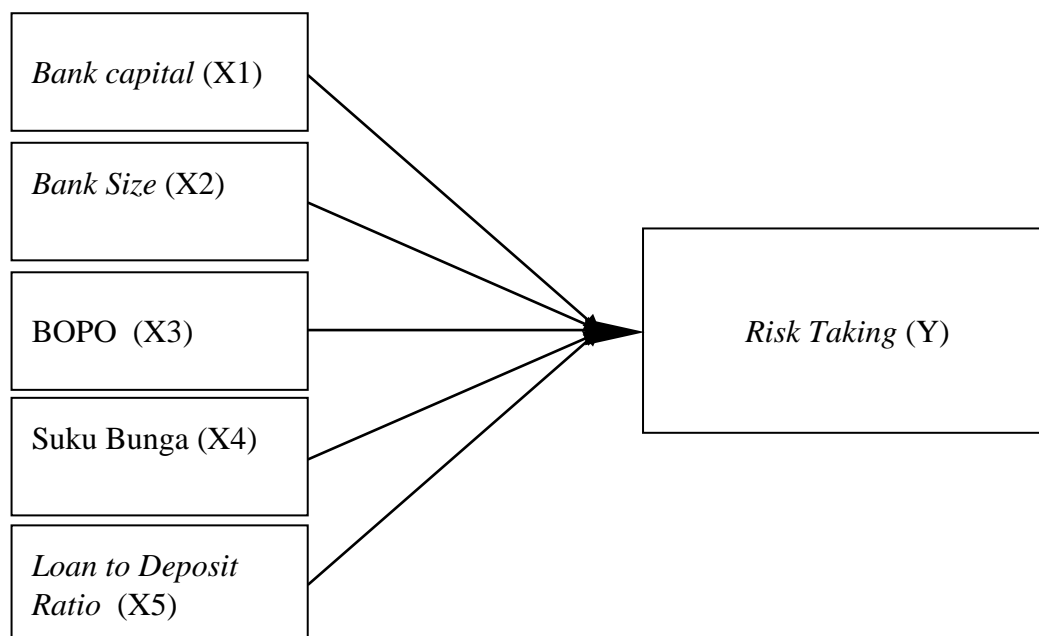 Bank capital (X1)
Bank Size (X2)
BOPO (X3)
Suku Bunga (X4)
Loan to Deposit
Ratio (X5)
Risk Taking (Y)